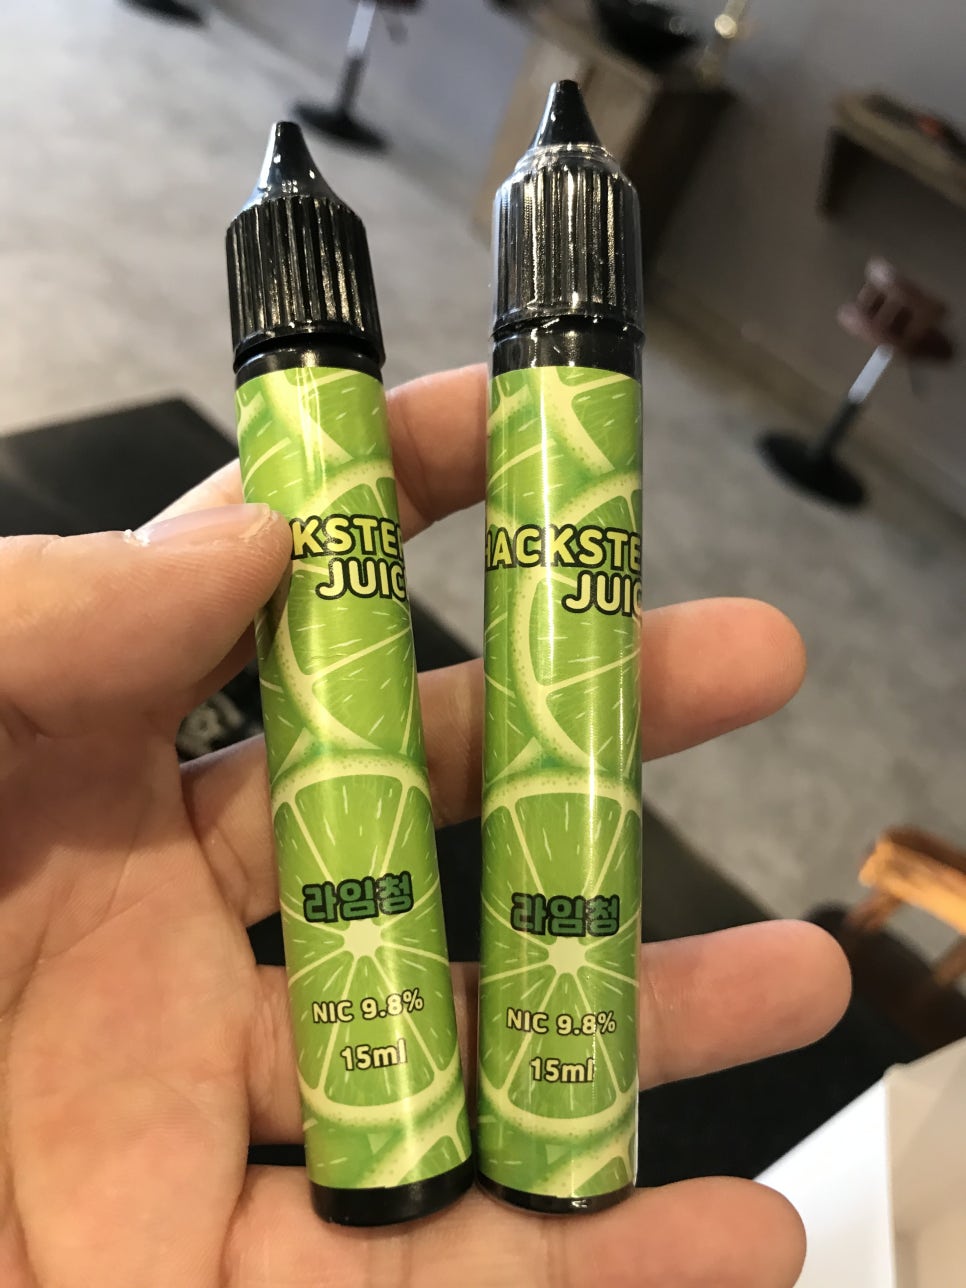 KSTE
JUIC
라임청
NIC 9.8%
15ml
HACKSTE
JUIC
라임청
NIC 9.8%
15ml